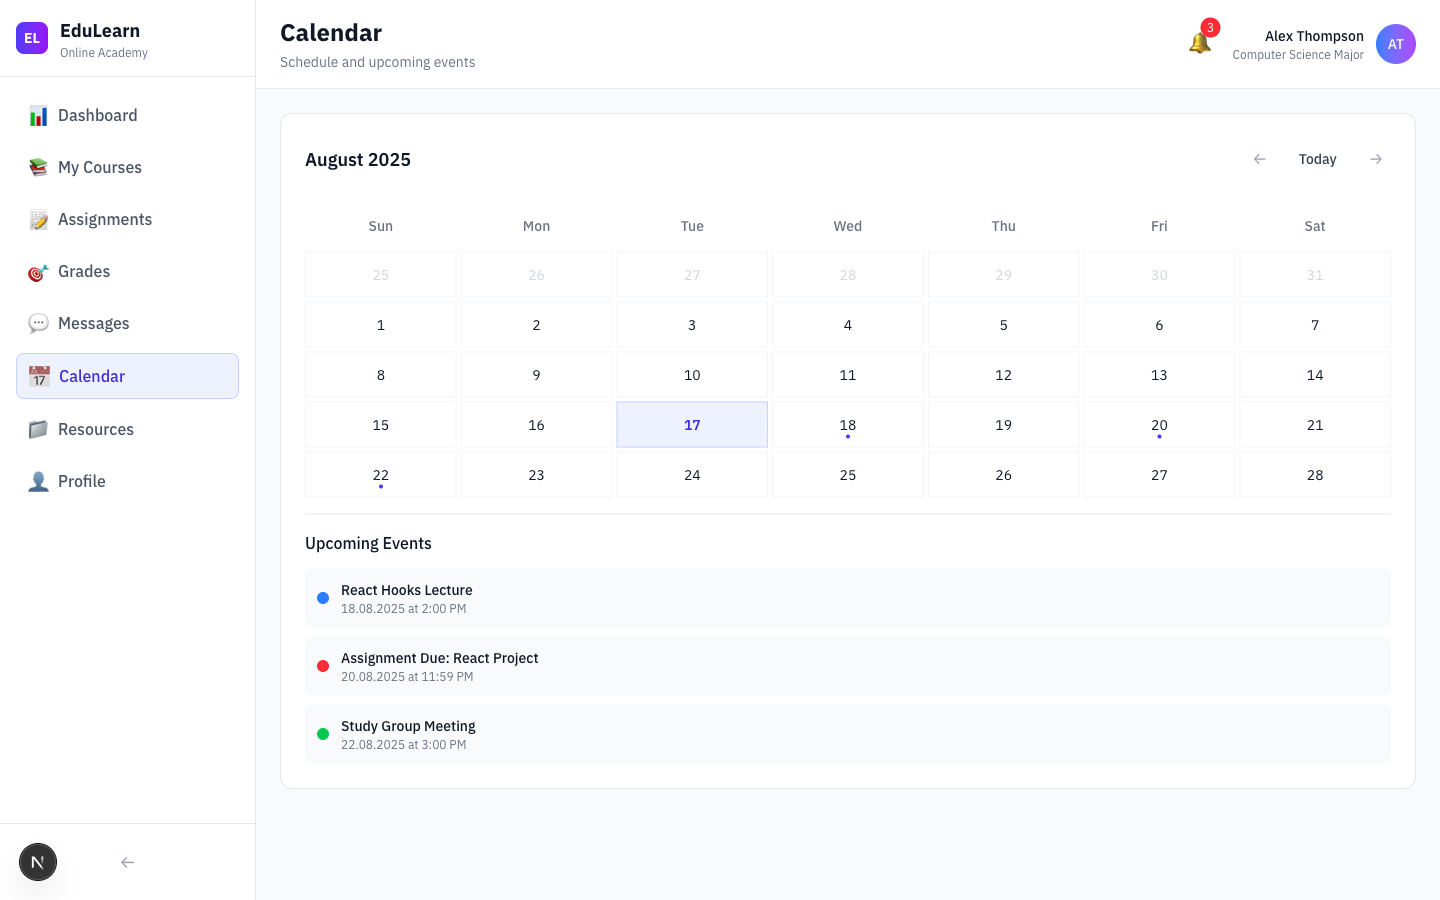 EL
EduLearn
Online Academy
Dashboard
My Courses
Assignments
Grades
Messages
17
Calendar
Resources
Profile
N
←
Calendar
Schedule and upcoming events
3
Alex Thompson
Computer Science Major
AT
August 2025
← Today →
Sun Mon Tue Wed Thu Fri Sat
25 26 27 28 29 30 31
1 2 3 4 5 6 7
8 9 10 11 12 13 14
15 16 17 18 19 20 21
22 23 24 25 26 27 28
Upcoming Events
React Hooks Lecture
18.08.2025 at 2:00 PM
Assignment Due: React Project
20.08.2025 at 11:59 PM
Study Group Meeting
22.08.2025 at 3:00 PM